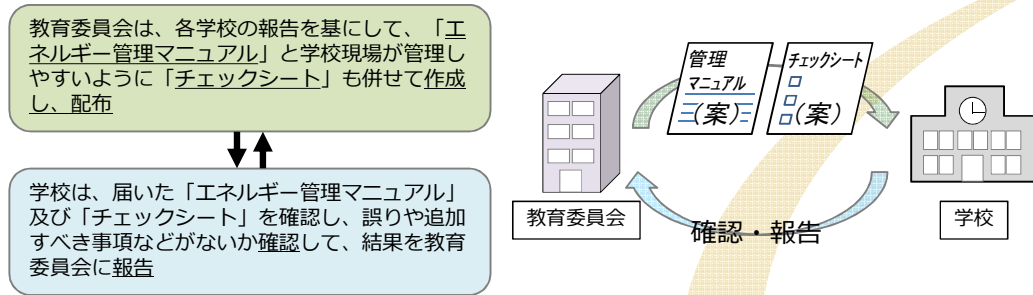 教育委員会は、各学校の報告を基にして、「エ
ネルギー管理マニュアル」と学校現場が管理し
やすいように「チェックシート」も併せて作成
し、配布
学校は、届いた「エネルギー管理マニュアル」
及び「チェックシート」を確認し、誤りや追加
すべき事項などがないか確認して、結果を教育
委員会に報告
管理
マニュアル
(案)
チェックシート
(案)
教育委員会
学校
確認・報告